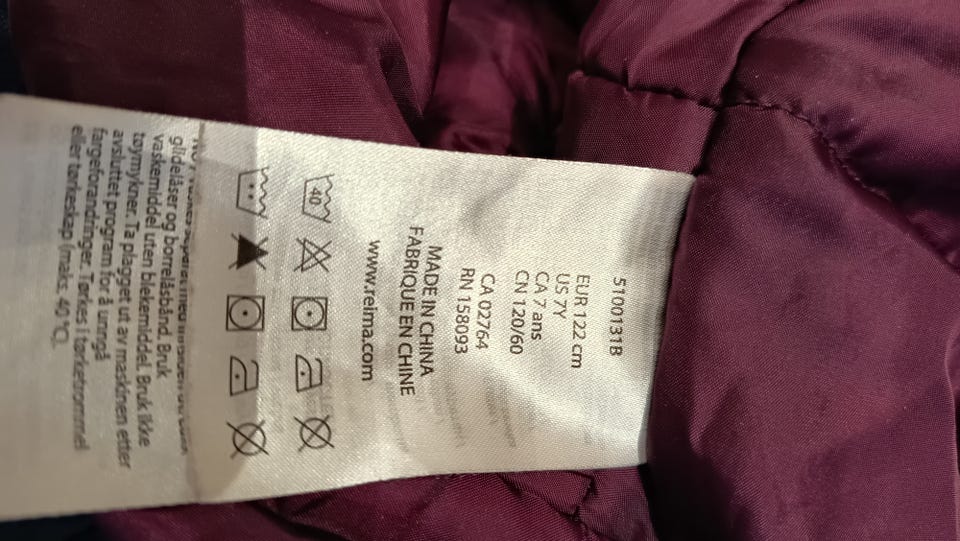 5100131B
EUR 122 cm
US 7Y
CA 7 ans
CN 120/60
CA 02764
RN 158093
MADE IN CHINA
FABRIQUE EN CHINE
www.reima.com
40
glidelåser og borrelåsbånd. Bruk
vaskemiddel uten blekemiddel. Bruk ikke
tøymykner. Ta plagget ut av maskinen etter
avsluttet program for å unngå
fargeforandringer. Tørkes i tørketrommel
eller tørkeskap (maks. 40 °C).